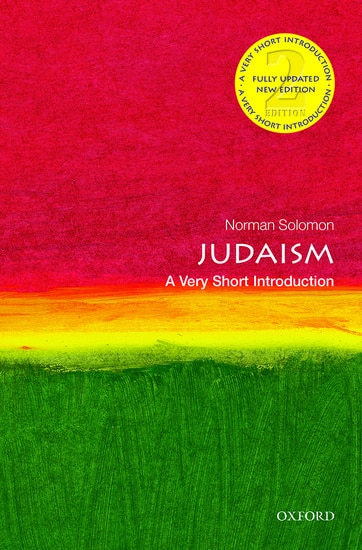 · A VERY SHORT INTRODUCTION ·
FULLY UPDATED
NEW EDITION
2
EDITION
A VERY SHORT INTRODUCTION
Norman Solomon
JUDAISM
A Very Short Introduction
OXFORD